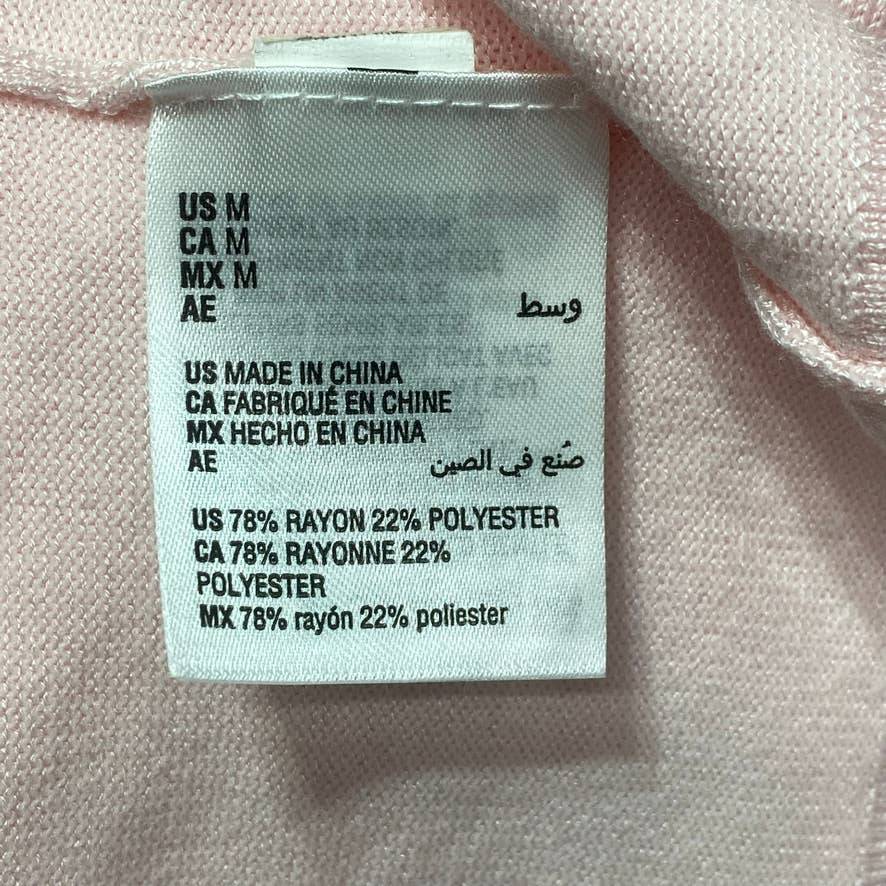 US M
CA M
MX M
AE وسط
US MADE IN CHINA
CA FABRIQUÉ EN CHINE
MX HECHO EN CHINA
AE صُنع في الصين
US 78% RAYON 22% POLYESTER
CA 78% RAYONNE 22%
POLYESTER
MX 78% rayón 22% poliester